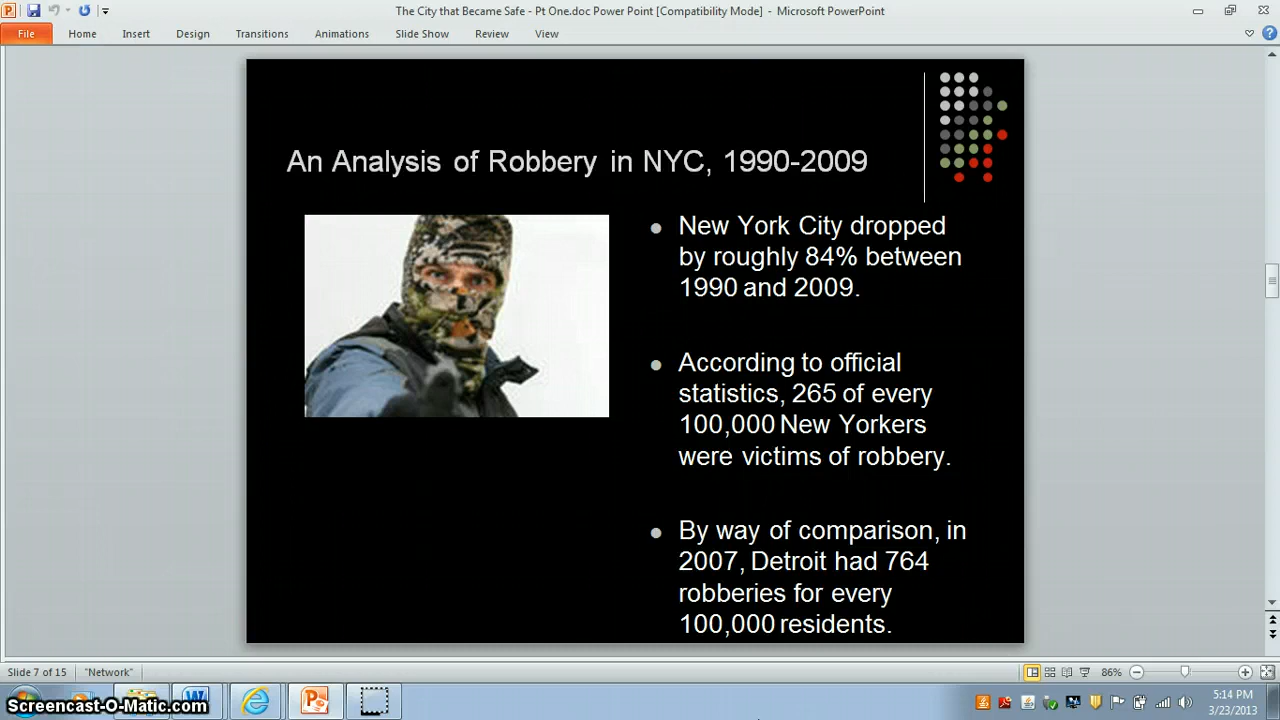 The City that Became Safe - Pt One.doc Power Point [Compatibility Mode] - Microsoft PowerPoint
File Home Insert Design Transitions Animations Slide Show Review View
An Analysis of Robbery in NYC, 1990-2009
New York City dropped
by roughly 84% between
1990 and 2009.
According to official
statistics, 265 of every
100,000 New Yorkers
were victims of robbery.
By way of comparison, in
2007, Detroit had 764
robberies for every
100,000 residents.
Slide 7 of 15 "Network" 86%
Screencast-O-Matic.com
5:14 PM
3/23/2013